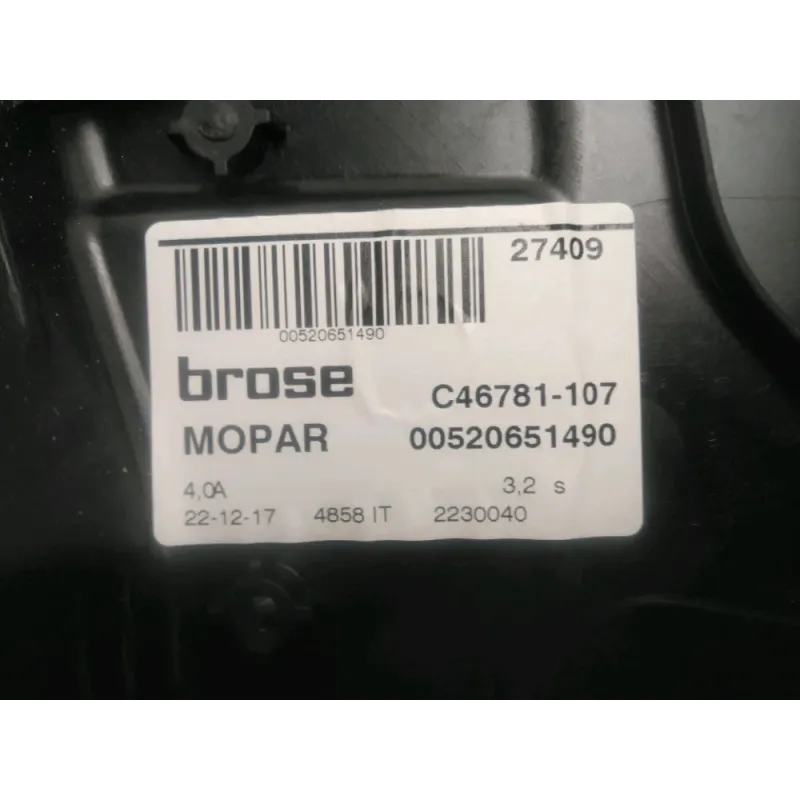 27409
00520651490
brose C46781-107
MOPAR 00520651490
4,0A 3,2 s
22-12-17 4858 IT 2230040